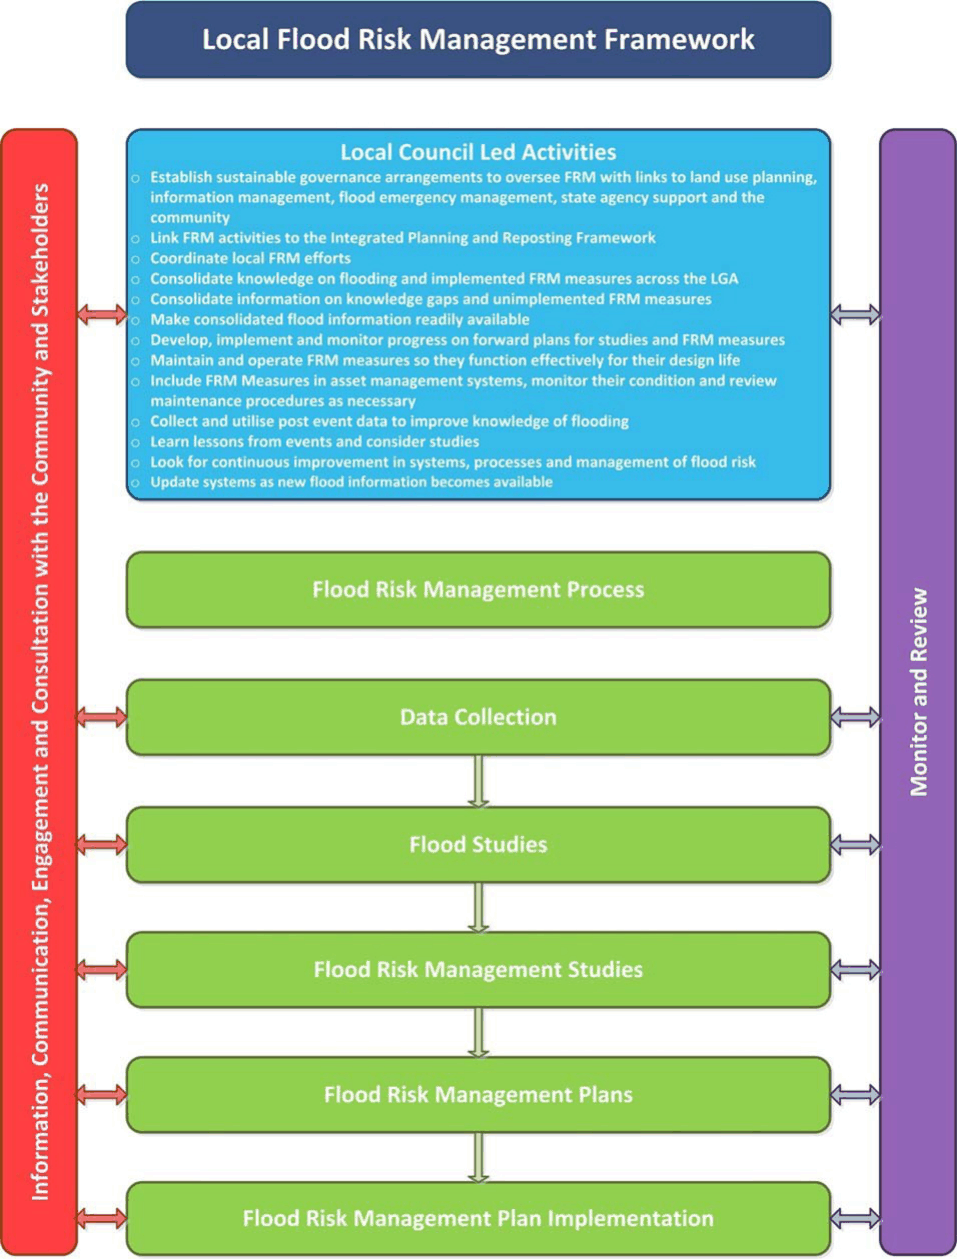 Local Flood Risk Management Framework
Information, Communication, Engagement and Consultation with the Community and Stakeholders
Local Council Led Activities
○ Establish sustainable governance arrangements to oversee FRM with links to land use planning,
information management, flood emergency management, state agency support and the
community
○ Link FRM activities to the Integrated Planning and Reposting Framework
○ Coordinate local FRM efforts
○ Consolidate knowledge on flooding and implemented FRM measures across the LGA
○ Consolidate information on knowledge gaps and unimplemented FRM measures
○ Make consolidated flood information readily available
○ Develop, implement and monitor progress on forward plans for studies and FRM measures
○ Maintain and operate FRM measures so they function effectively for their design life
○ Include FRM Measures in asset management systems, monitor their condition and review
maintenance procedures as necessary
○ Collect and utilise post event data to improve knowledge of flooding
○ Learn lessons from events and consider studies
○ Look for continuous improvement in systems, processes and management of flood risk
○ Update systems as new flood information becomes available
Flood Risk Management Process
Data Collection
Flood Studies
Flood Risk Management Studies
Flood Risk Management Plans
Flood Risk Management Plan Implementation
Monitor and Review